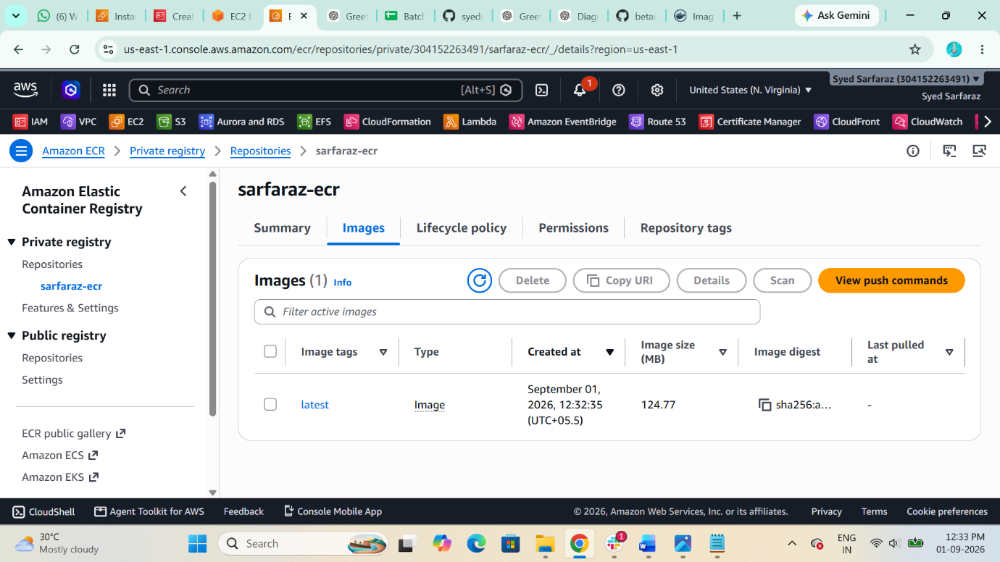 (6) W
Insta
Creat
EC2 I
E
Greet
Batch
syeds
Greet
Diagr
betav
Imag
Ask Gemini
us-east-1.console.aws.amazon.com/ecr/repositories/private/304152263491/sarfaraz-ecr/_/details?region=us-east-1
aws
Search
[Alt+S]
1
United States (N. Virginia)
Syed Sarfaraz (304152263491)
Syed Sarfaraz
IAM
VPC
EC2
S3
Aurora and RDS
EFS
CloudFormation
Lambda
Amazon EventBridge
Route 53
Certificate Manager
CloudFront
CloudWatch
Amazon ECR
Private registry
Repositories
sarfaraz-ecr
Amazon Elastic
Container Registry
Private registry
Repositories
sarfaraz-ecr
Features & Settings
Public registry
Repositories
Settings
ECR public gallery
Amazon ECS
Amazon EKS
sarfaraz-ecr
Summary
Images
Lifecycle policy
Permissions
Repository tags
Images (1) Info
Delete
Copy URI
Details
Scan
View push commands
Filter active images
Image tags
Type
Created at
Image size
(MB)
Image digest
Last pulled
at
latest
Image
September 01,
2026, 12:32:35
(UTC+05.5)
124.77
sha256:a...
-
CloudShell
Agent Toolkit for AWS
Feedback
Console Mobile App
© 2026, Amazon Web Services, Inc. or its affiliates.
Privacy
Terms
Cookie preferences
30°C
Mostly cloudy
Search
1
ENG
IN
12:33 PM
01-09-2026